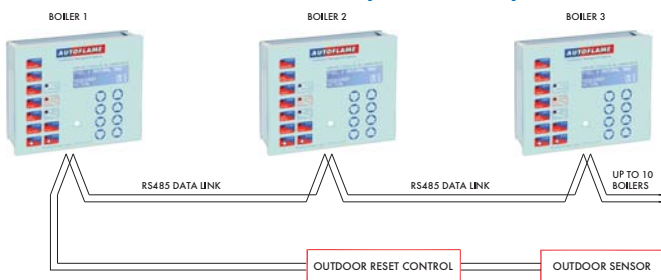 BOILER 1
BOILER 2
BOILER 3
AUTOFLAME
AUTOFLAME
AUTOFLAME
RS485 DATA LINK
RS485 DATA LINK
UP TO 10
BOILERS
OUTDOOR RESET CONTROL
OUTDOOR SENSOR